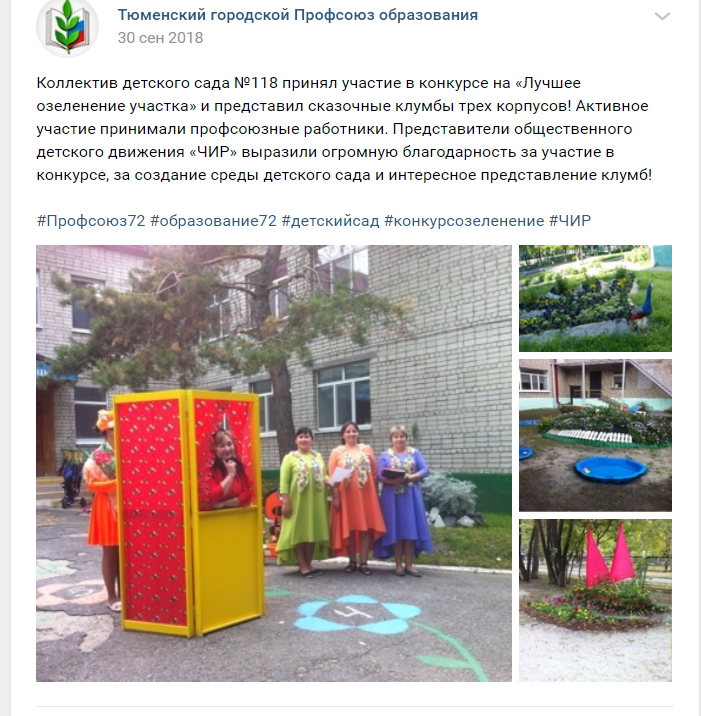 Тюменский городской Профсоюз образования
30 сен 2018
Коллектив детского сада №118 принял участие в конкурсе на «Лучшее
озеленение участка» и представил сказочные клумбы трех корпусов! Активное
участие принимали профсоюзные работники. Представители общественного
детского движения «ЧИР» выразили огромную благодарность за участие в
конкурсе, за создание среды детского сада и интересное представление клумб!
#Профсоюз72 #образование72 #детскийсад #конкурсозеленение #ЧИР
4